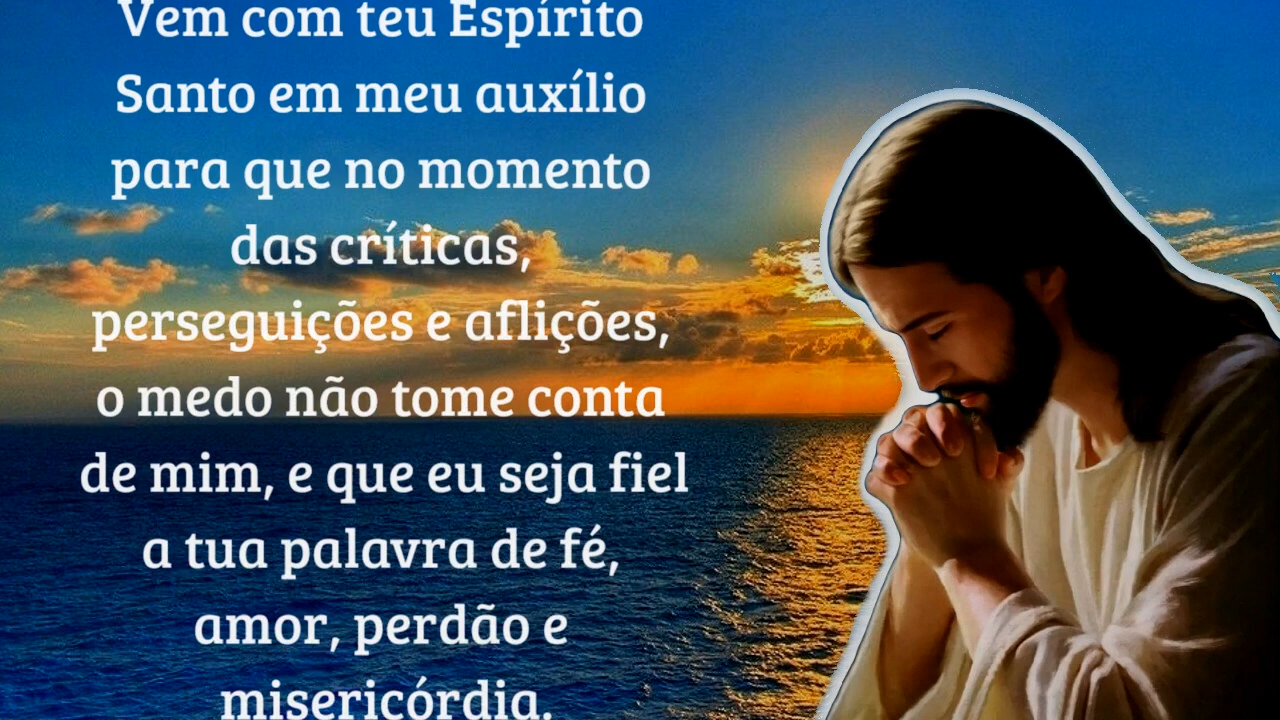 Vem com teu Espírito
Santo em meu auxílio
para que no momento
das críticas,
perseguições e aflições,
o medo não tome conta
de mim, e que eu seja fiel
a tua palavra de fé,
amor, perdão e
misericórdia.